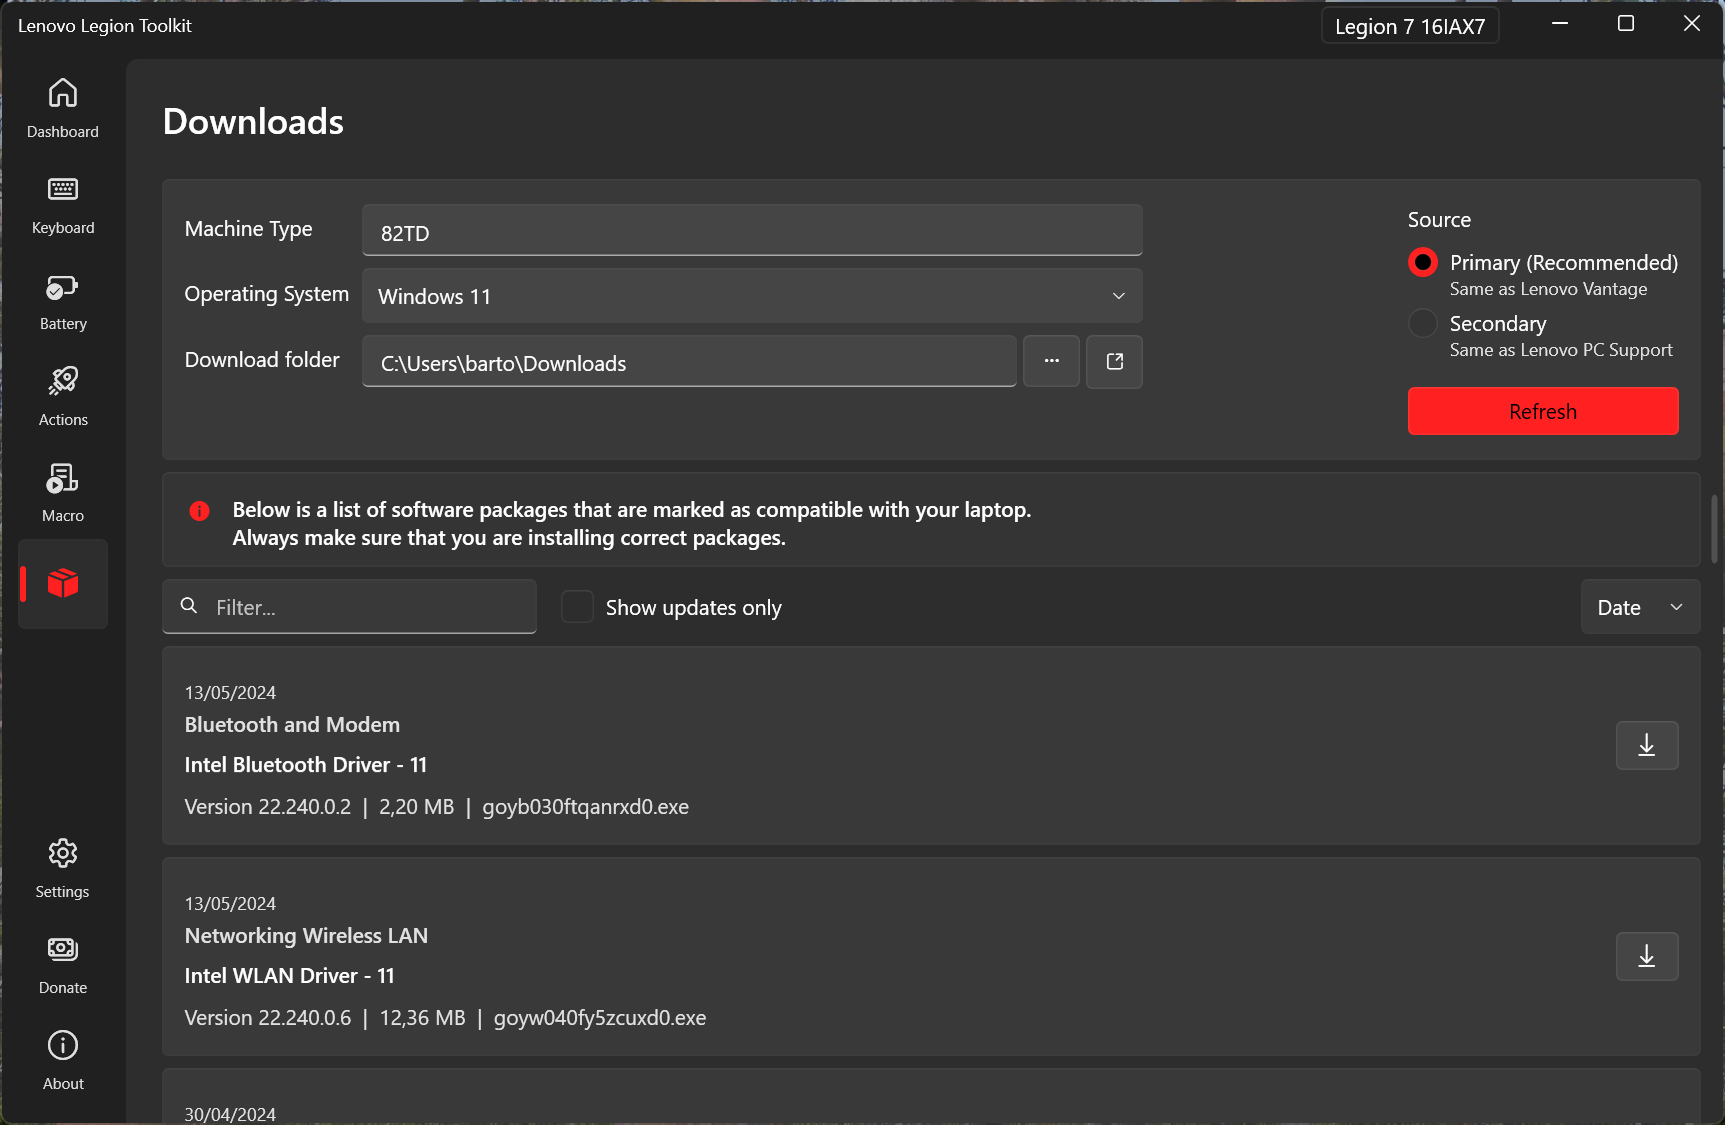 Lenovo Legion Toolkit
Legion 7 16IAX7
Dashboard
Keyboard
Battery
Actions
Macro
Settings
Donate
About
Downloads
Machine Type
82TD
Operating System
Windows 11
Download folder
C:\Users\barto\Downloads
...
Source
Primary (Recommended)
Same as Lenovo Vantage
Secondary
Same as Lenovo PC Support
Refresh
Below is a list of software packages that are marked as compatible with your laptop.
Always make sure that you are installing correct packages.
Filter...
Show updates only
Date
13/05/2024
Bluetooth and Modem
Intel Bluetooth Driver - 11
Version 22.240.0.2 | 2,20 MB | goyb030ftqanrxd0.exe
13/05/2024
Networking Wireless LAN
Intel WLAN Driver - 11
Version 22.240.0.6 | 12,36 MB | goyw040fy5zcuxd0.exe
30/04/2024